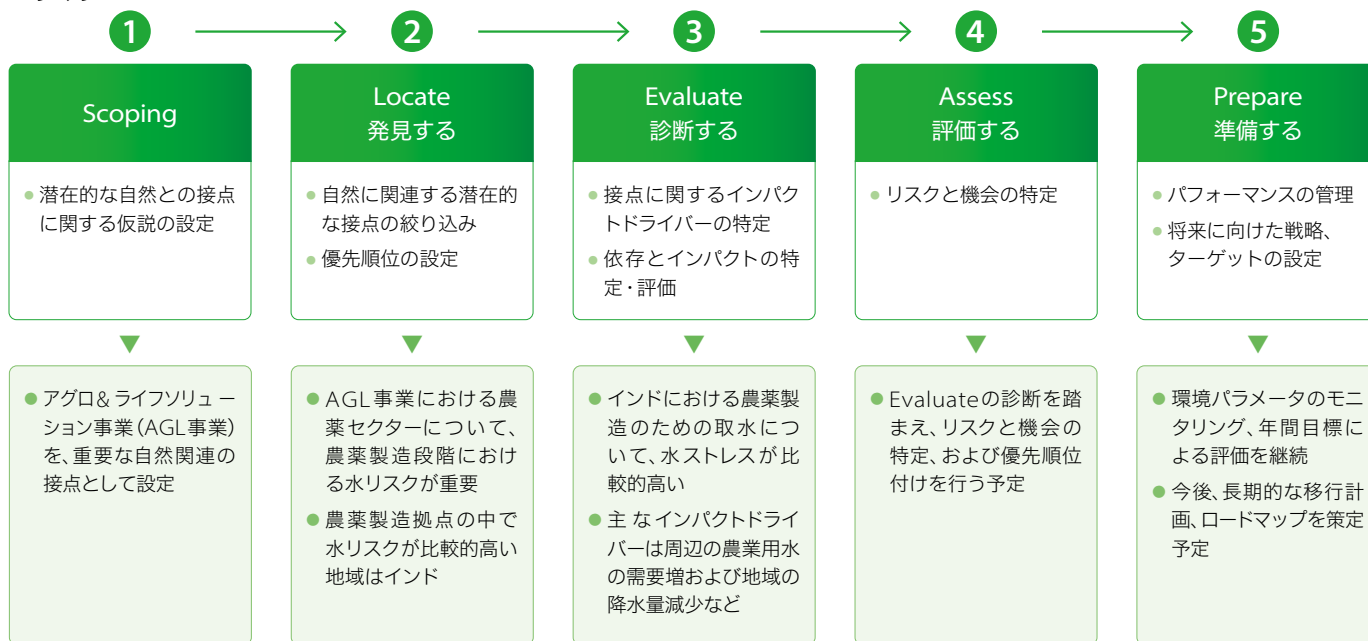 1
2
3
4
5
Scoping
Locate
発見する
Evaluate
診断する
Assess
評価する
Prepare
準備する
潜在的な自然との接点
に関する仮説の設定
自然に関連する潜在的
な接点の絞り込み
優先順位の設定
接点に関するインパク
トドライバーの特定
依存とインパクトの特
定・評価
リスクと機会の特定
パフォーマンスの管理
将来に向けた戦略、
ターゲットの設定
アグロ&ライフソリュー
ション事業(AGL事業)
を、重要な自然関連の
接点として設定
AGL事業における農
薬セクターについて、
農薬製造段階におけ
る水リスクが重要
農薬製造拠点の中で
水リスクが比較的高い
地域はインド
インドにおける農薬製
造のための取水につ
いて、水ストレスが比
較的高い
主なインパクトドライ
バーは周辺の農業用水
の需要増および地域の
降水量減少など
Evaluateの診断を踏
まえ、リスクと機会の
特定、および優先順位
付けを行う予定
環境パラメータのモニ
タリング、年間目標に
よる評価を継続
今後、長期的な移行計
画、ロードマップを策定
予定